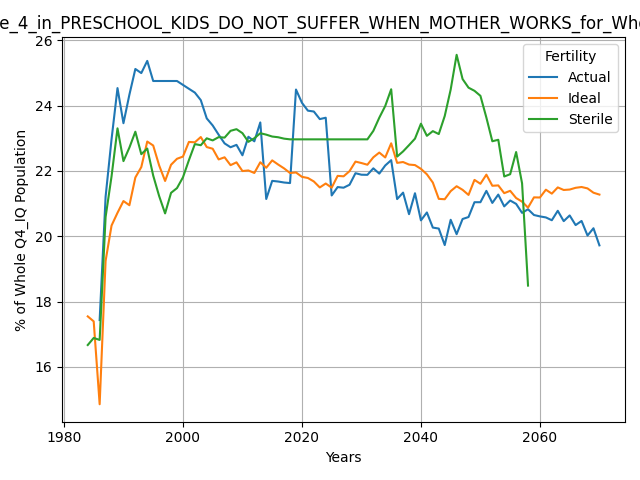 e_4_in_PRESCHOOL_KIDS_DO_NOT_SUFFER_WHEN_MOTHER_WORKS_for_Who
26
24
22
20
18
16
% of Whole Q4_IQ Population
Fertility
Actual
Ideal
Sterile
1980
2000
2020
2040
2060
Years